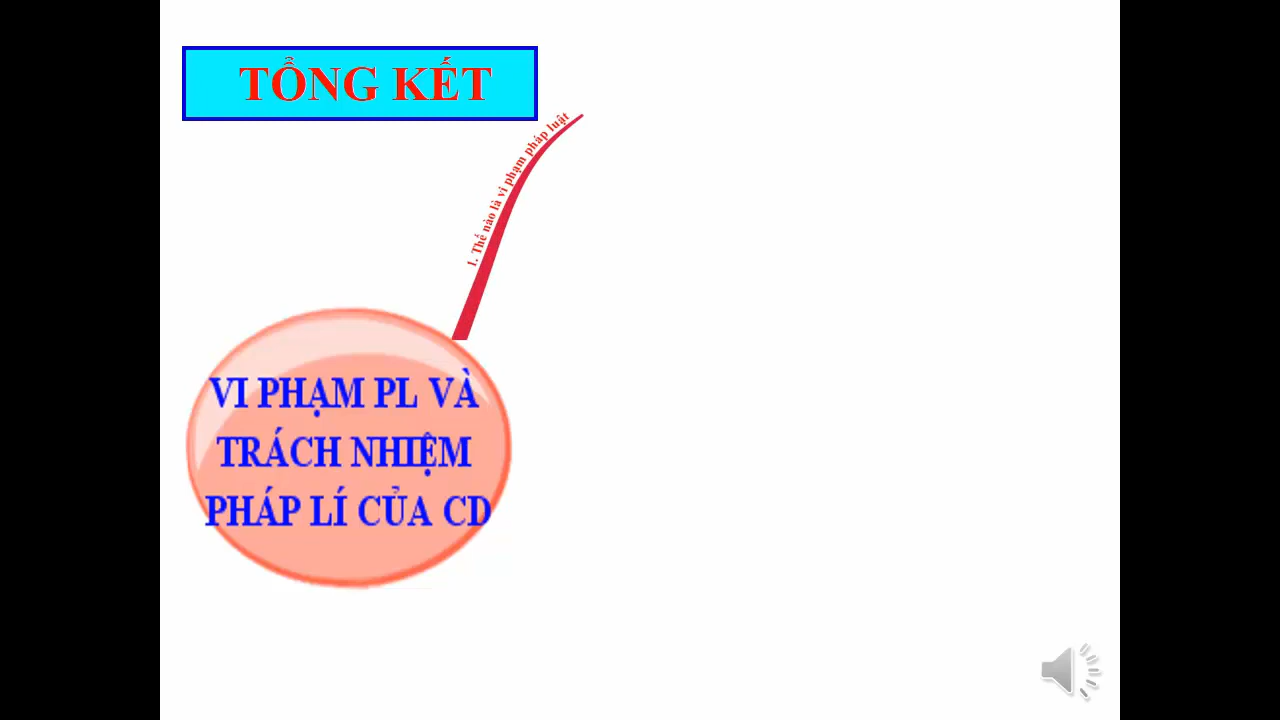 TỔNG KẾT
1. Thế nào là vi phạm pháp luật
VI PHẠM PL VÀ
TRÁCH NHIỆM
PHÁP LÍ CỦA CD